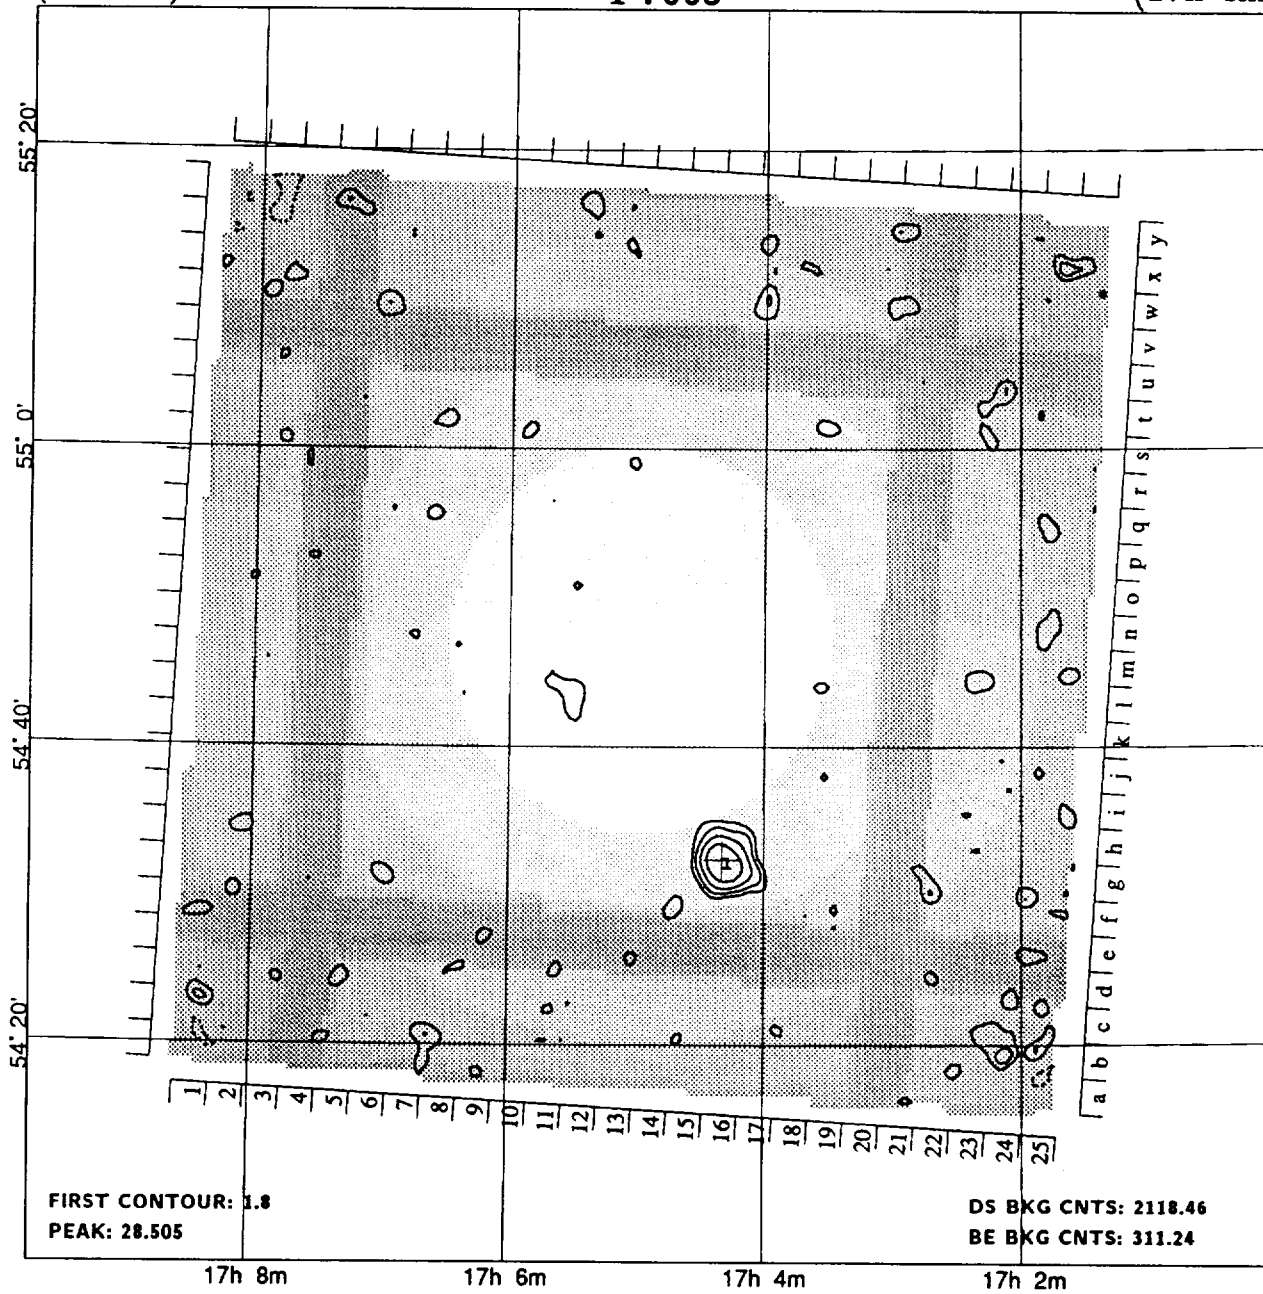 55° 20'
55° 0'
54° 40'
54° 20'
y
x
w
v
u
t
s
r
q
p
o
n
m
l
k
j
i
h
g
f
e
d
c
b
a
1 2 3 4 5 6 7 8 9 10 11 12 13 14 15 16 17 18 19 20 21 22 23 24 25
FIRST CONTOUR: 1.8
PEAK: 28.505
DS BKG CNTS: 2118.46
BE BKG CNTS: 311.24
17h 8m 17h 6m 17h 4m 17h 2m